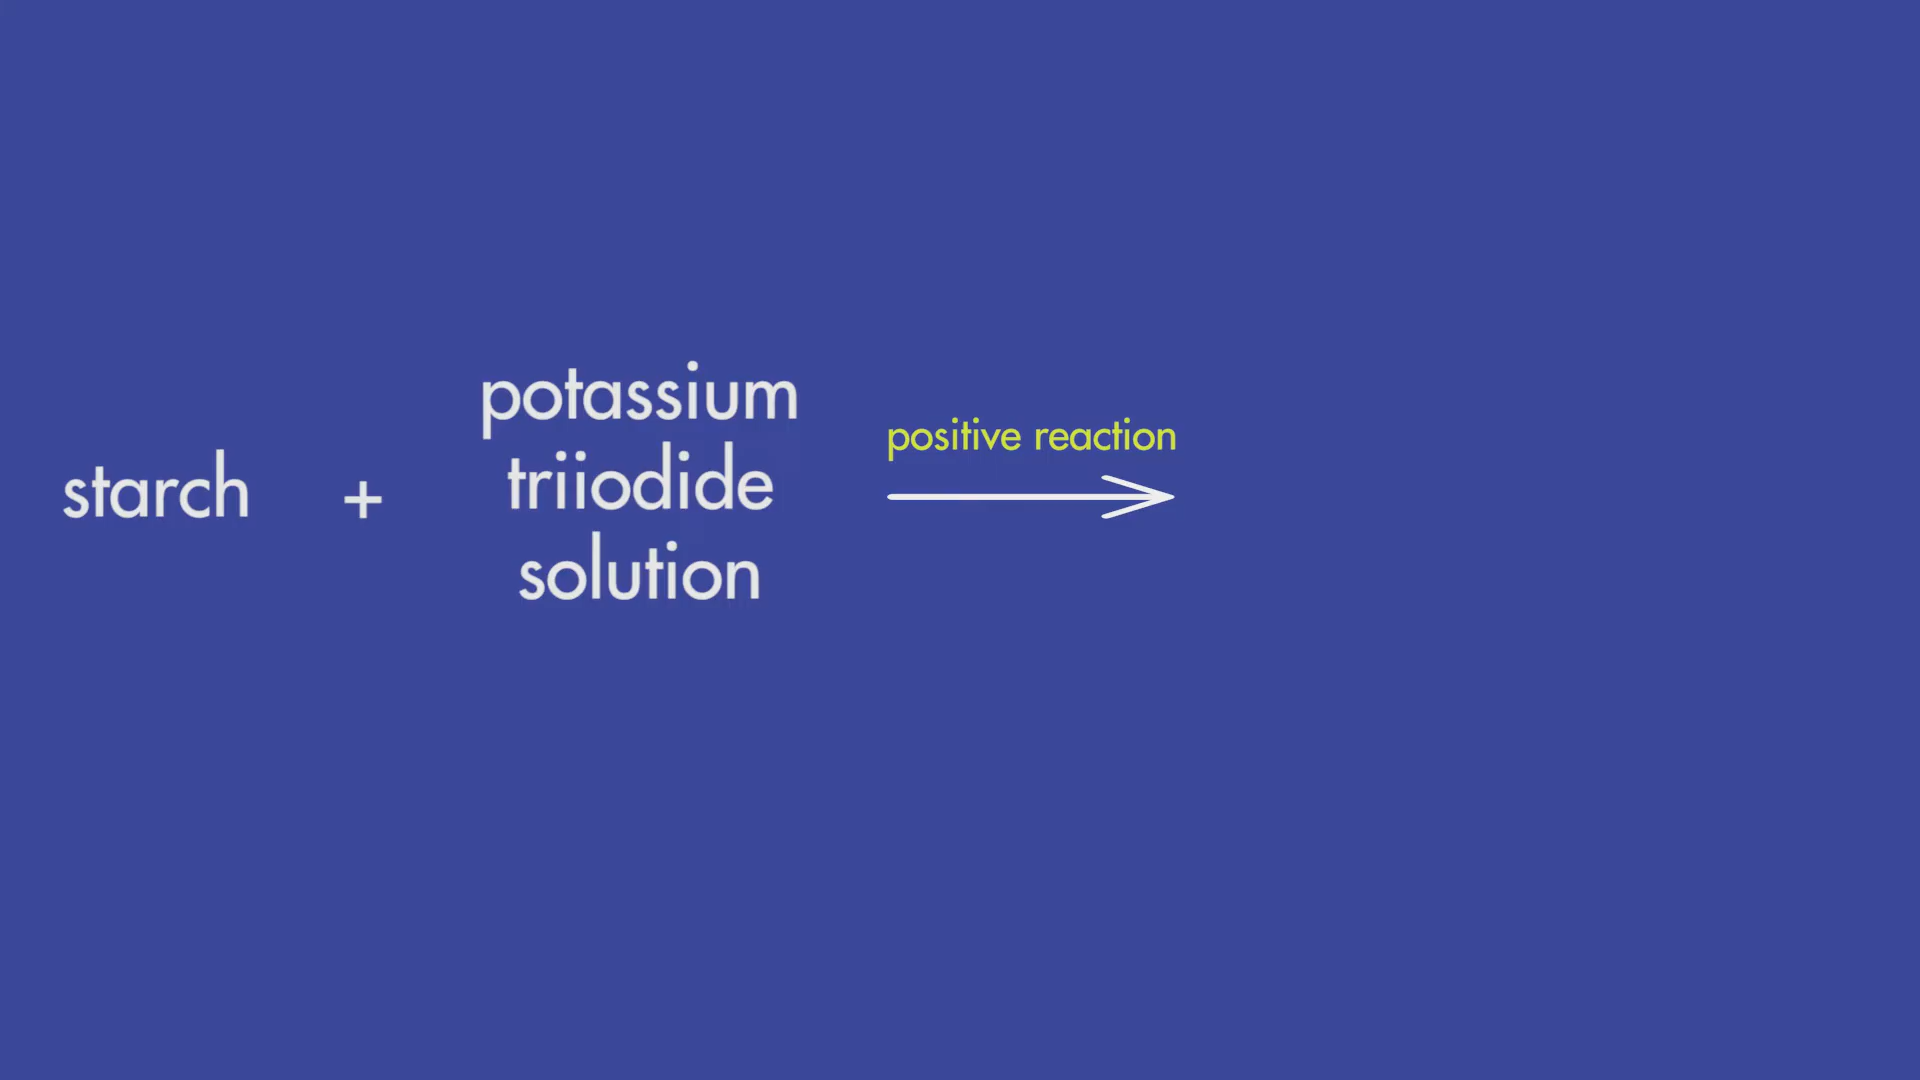 starch + potassium
triiodide
solution
positive reaction